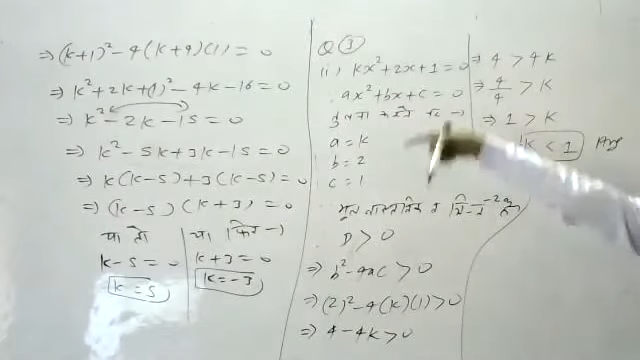 ⇒ (k+1)² - 4(k+4)(1) = 0
⇒ k² + 2k + (1)² - 4k - 16 = 0
⇒ k² - 2k - 15 = 0
⇒ k² - 5k + 3k - 15 = 0
⇒ k(k-5) + 3(k-5) = 0
⇒ (k-5)(k+3) = 0
या तो
k - 5 = 0
k = 5
या फिर
k + 3 = 0
k = -3
Q ③
(i) kx² + 2x + 1 = 0
ax² + bx + c = 0
a = k
b = 2
c = 1
मूल वास्तविक व
D > 0
⇒ b² - 4ac > 0
⇒ (2)² - 4(k)(1) > 0
⇒ 4 - 4k > 0
⇒ 4 > 4k
⇒ 4/4 > k
⇒ 1 > k
k < 1 Ans